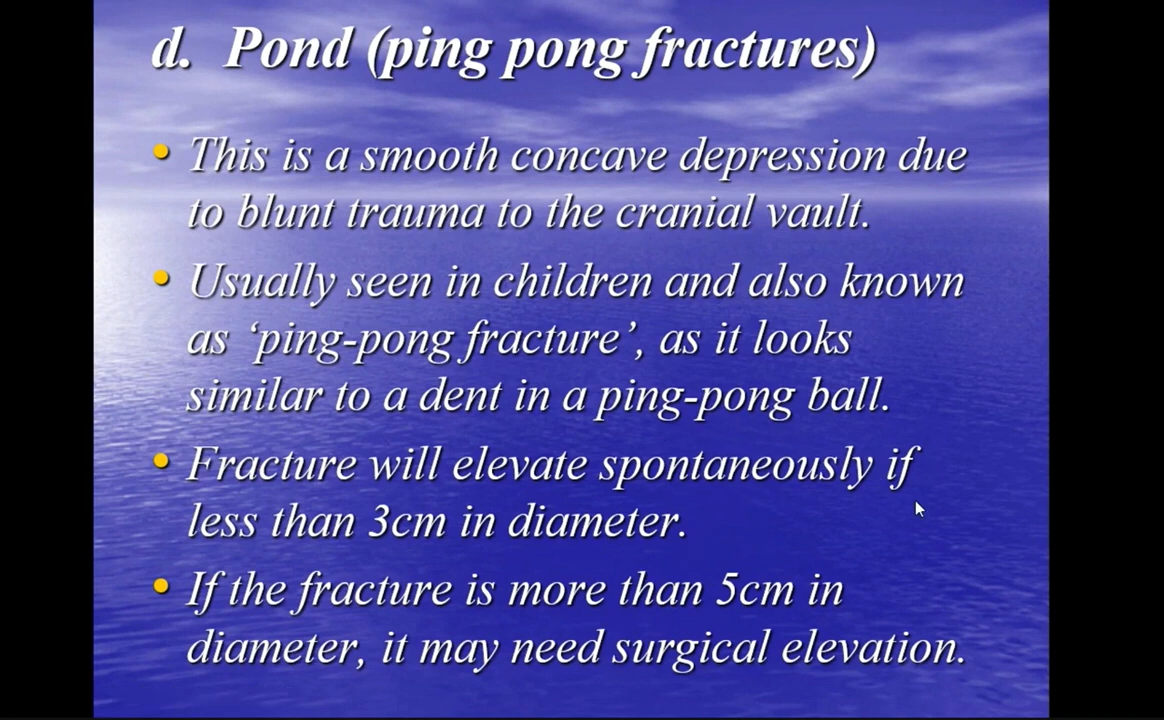 d. Pond (ping pong fractures)
• This is a smooth concave depression due
to blunt trauma to the cranial vault.
• Usually seen in children and also known
as ‘ping-pong fracture’, as it looks
similar to a dent in a ping-pong ball.
• Fracture will elevate spontaneously if
less than 3cm in diameter.
• If the fracture is more than 5cm in
diameter, it may need surgical elevation.